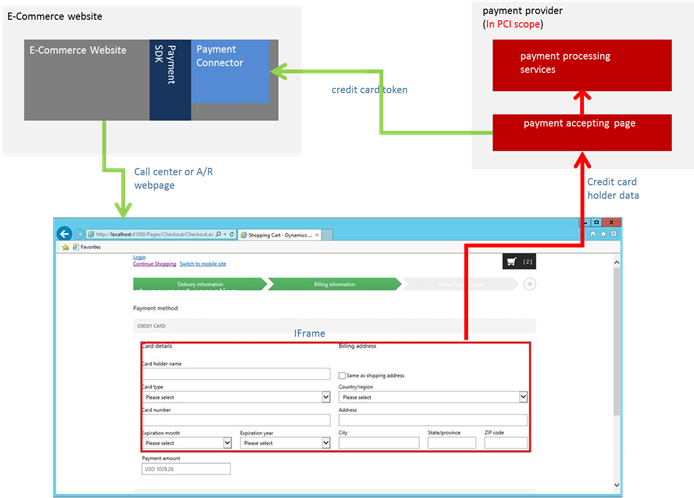 E-Commerce website
payment provider
(In PCI scope)
E-Commerce Website
Payment
SDK
Payment
Connector
payment processing
services
credit card token
payment accepting page
Call center or A/R
webpage
Credit card
holder data
http://localhost:41000/Pages/Checkout/Checkout.as
Shopping Cart - Dynamics ...
Favorites
Login
Continue Shopping Switch to mobile site
[2]
Delivery information
Billing information
Payment method
CREDIT CARD
IFrame
Card details
Billing address
Card holder name
Same as shipping address
Card type
Country/region
Please select
Please select
Card number
Address
Expiration month
Expiration year
City
State/province
ZIP code
Please select
Please select
Payment amount
USD 1029.26